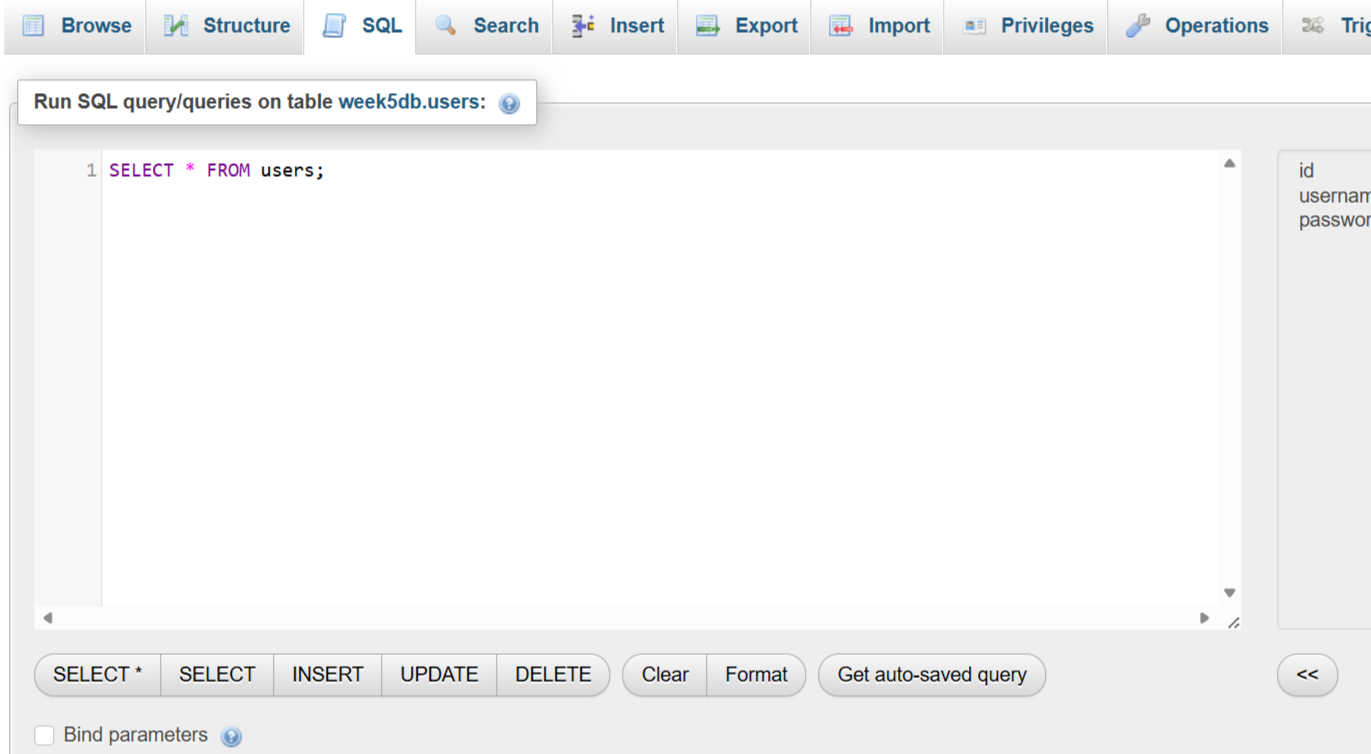 Browse Structure SQL Search Insert Export Import Privileges Operations
Run SQL query/queries on table week5db.users:
1 SELECT * FROM users;
id
SELECT * SELECT INSERT UPDATE DELETE Clear Format Get auto-saved query <<
Bind parameters